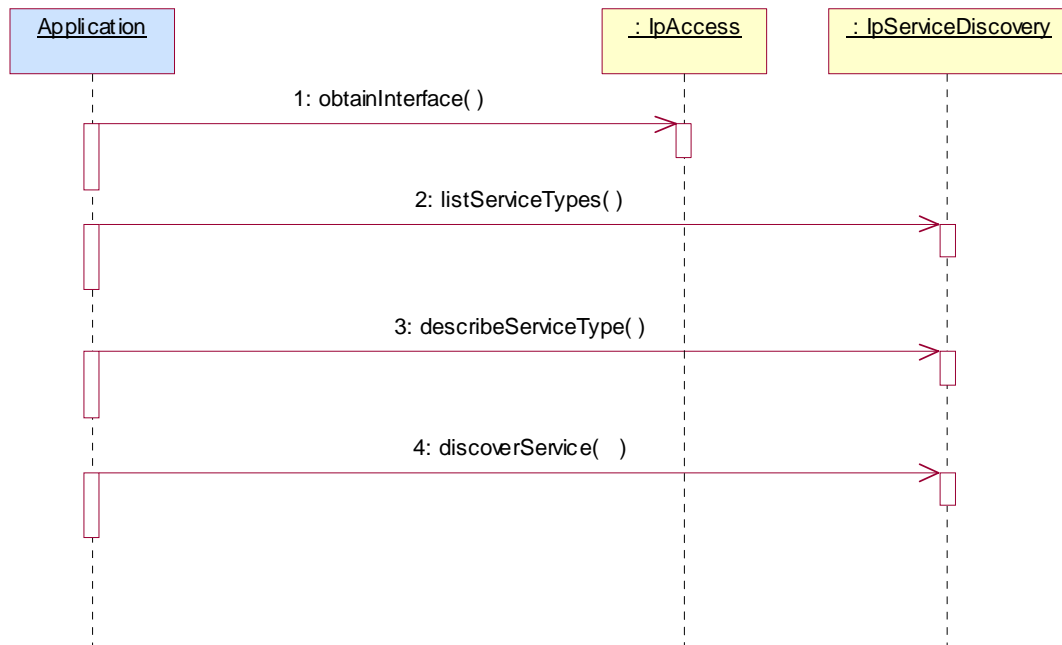 Application
: IpAccess
: IpServiceDiscovery
1: obtainInterface( )
2: listServiceTypes( )
3: describeServiceType( )
4: discoverService(   )